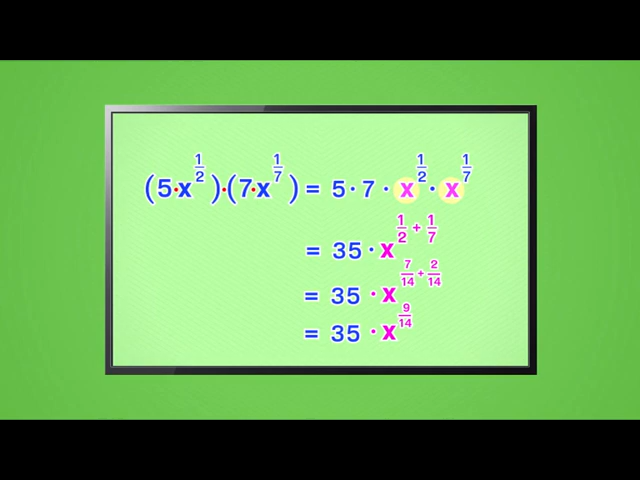 (5·x^(1/2))·(7·x^(1/7)) = 5·7·x^(1/2)·x^(1/7)
= 35·x^(1/2 + 1/7)
= 35·x^(7/14 + 2/14)
= 35·x^(9/14)